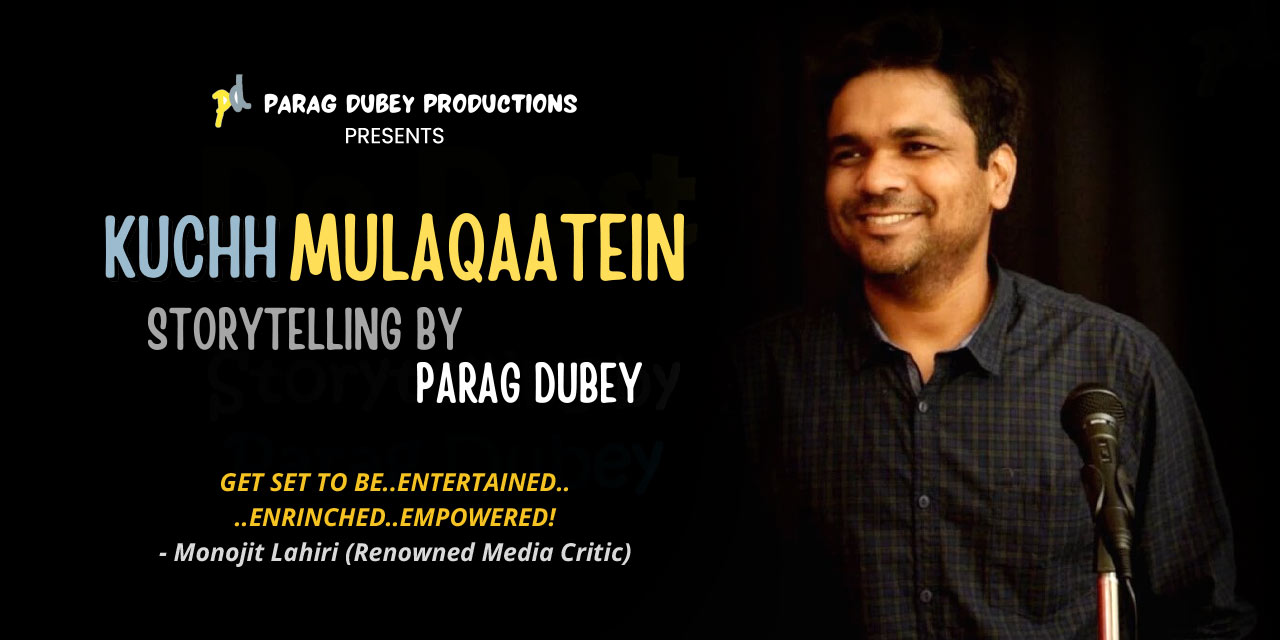 pd PARAG DUBEY PRODUCTIONS
PRESENTS
KUCHH MULAQAATEIN
STORYTELLING BY
PARAG DUBEY
GET SET TO BE..ENTERTAINED..
..ENRINCHED..EMPOWERED!
- Monojit Lahiri (Renowned Media Critic)